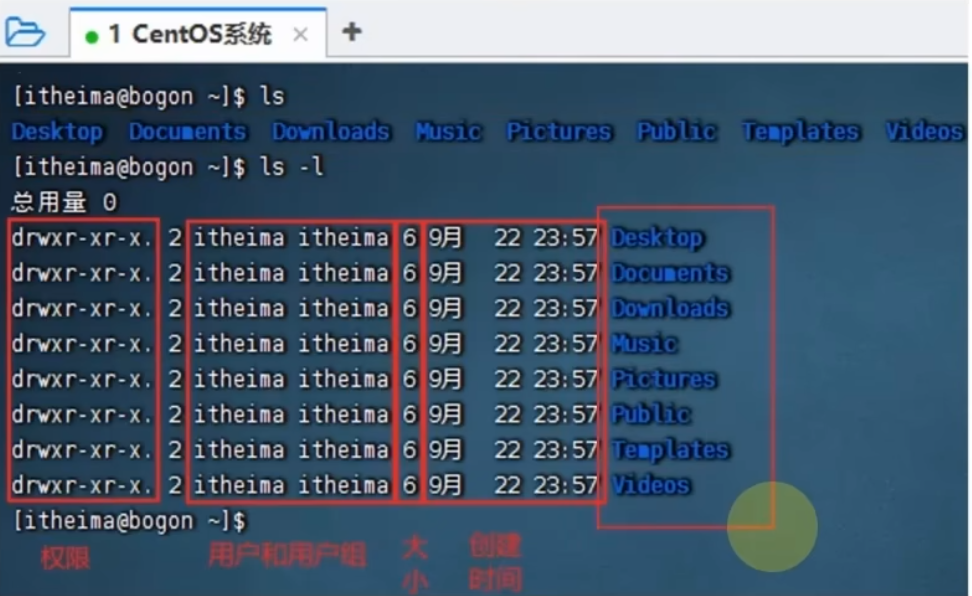 1 CentOS系统
[itheima@bogon ~]$ ls
Desktop Documents Downloads Music Pictures Public Templates Videos
[itheima@bogon ~]$ ls -l
总用量 0
drwxr-xr-x. 2 itheima itheima 6 9月 22 23:57 Desktop
drwxr-xr-x. 2 itheima itheima 6 9月 22 23:57 Documents
drwxr-xr-x. 2 itheima itheima 6 9月 22 23:57 Downloads
drwxr-xr-x. 2 itheima itheima 6 9月 22 23:57 Music
drwxr-xr-x. 2 itheima itheima 6 9月 22 23:57 Pictures
drwxr-xr-x. 2 itheima itheima 6 9月 22 23:57 Public
drwxr-xr-x. 2 itheima itheima 6 9月 22 23:57 Templates
drwxr-xr-x. 2 itheima itheima 6 9月 22 23:57 Videos
[itheima@bogon ~]$
权限 用户和用户组 大小 创建时间